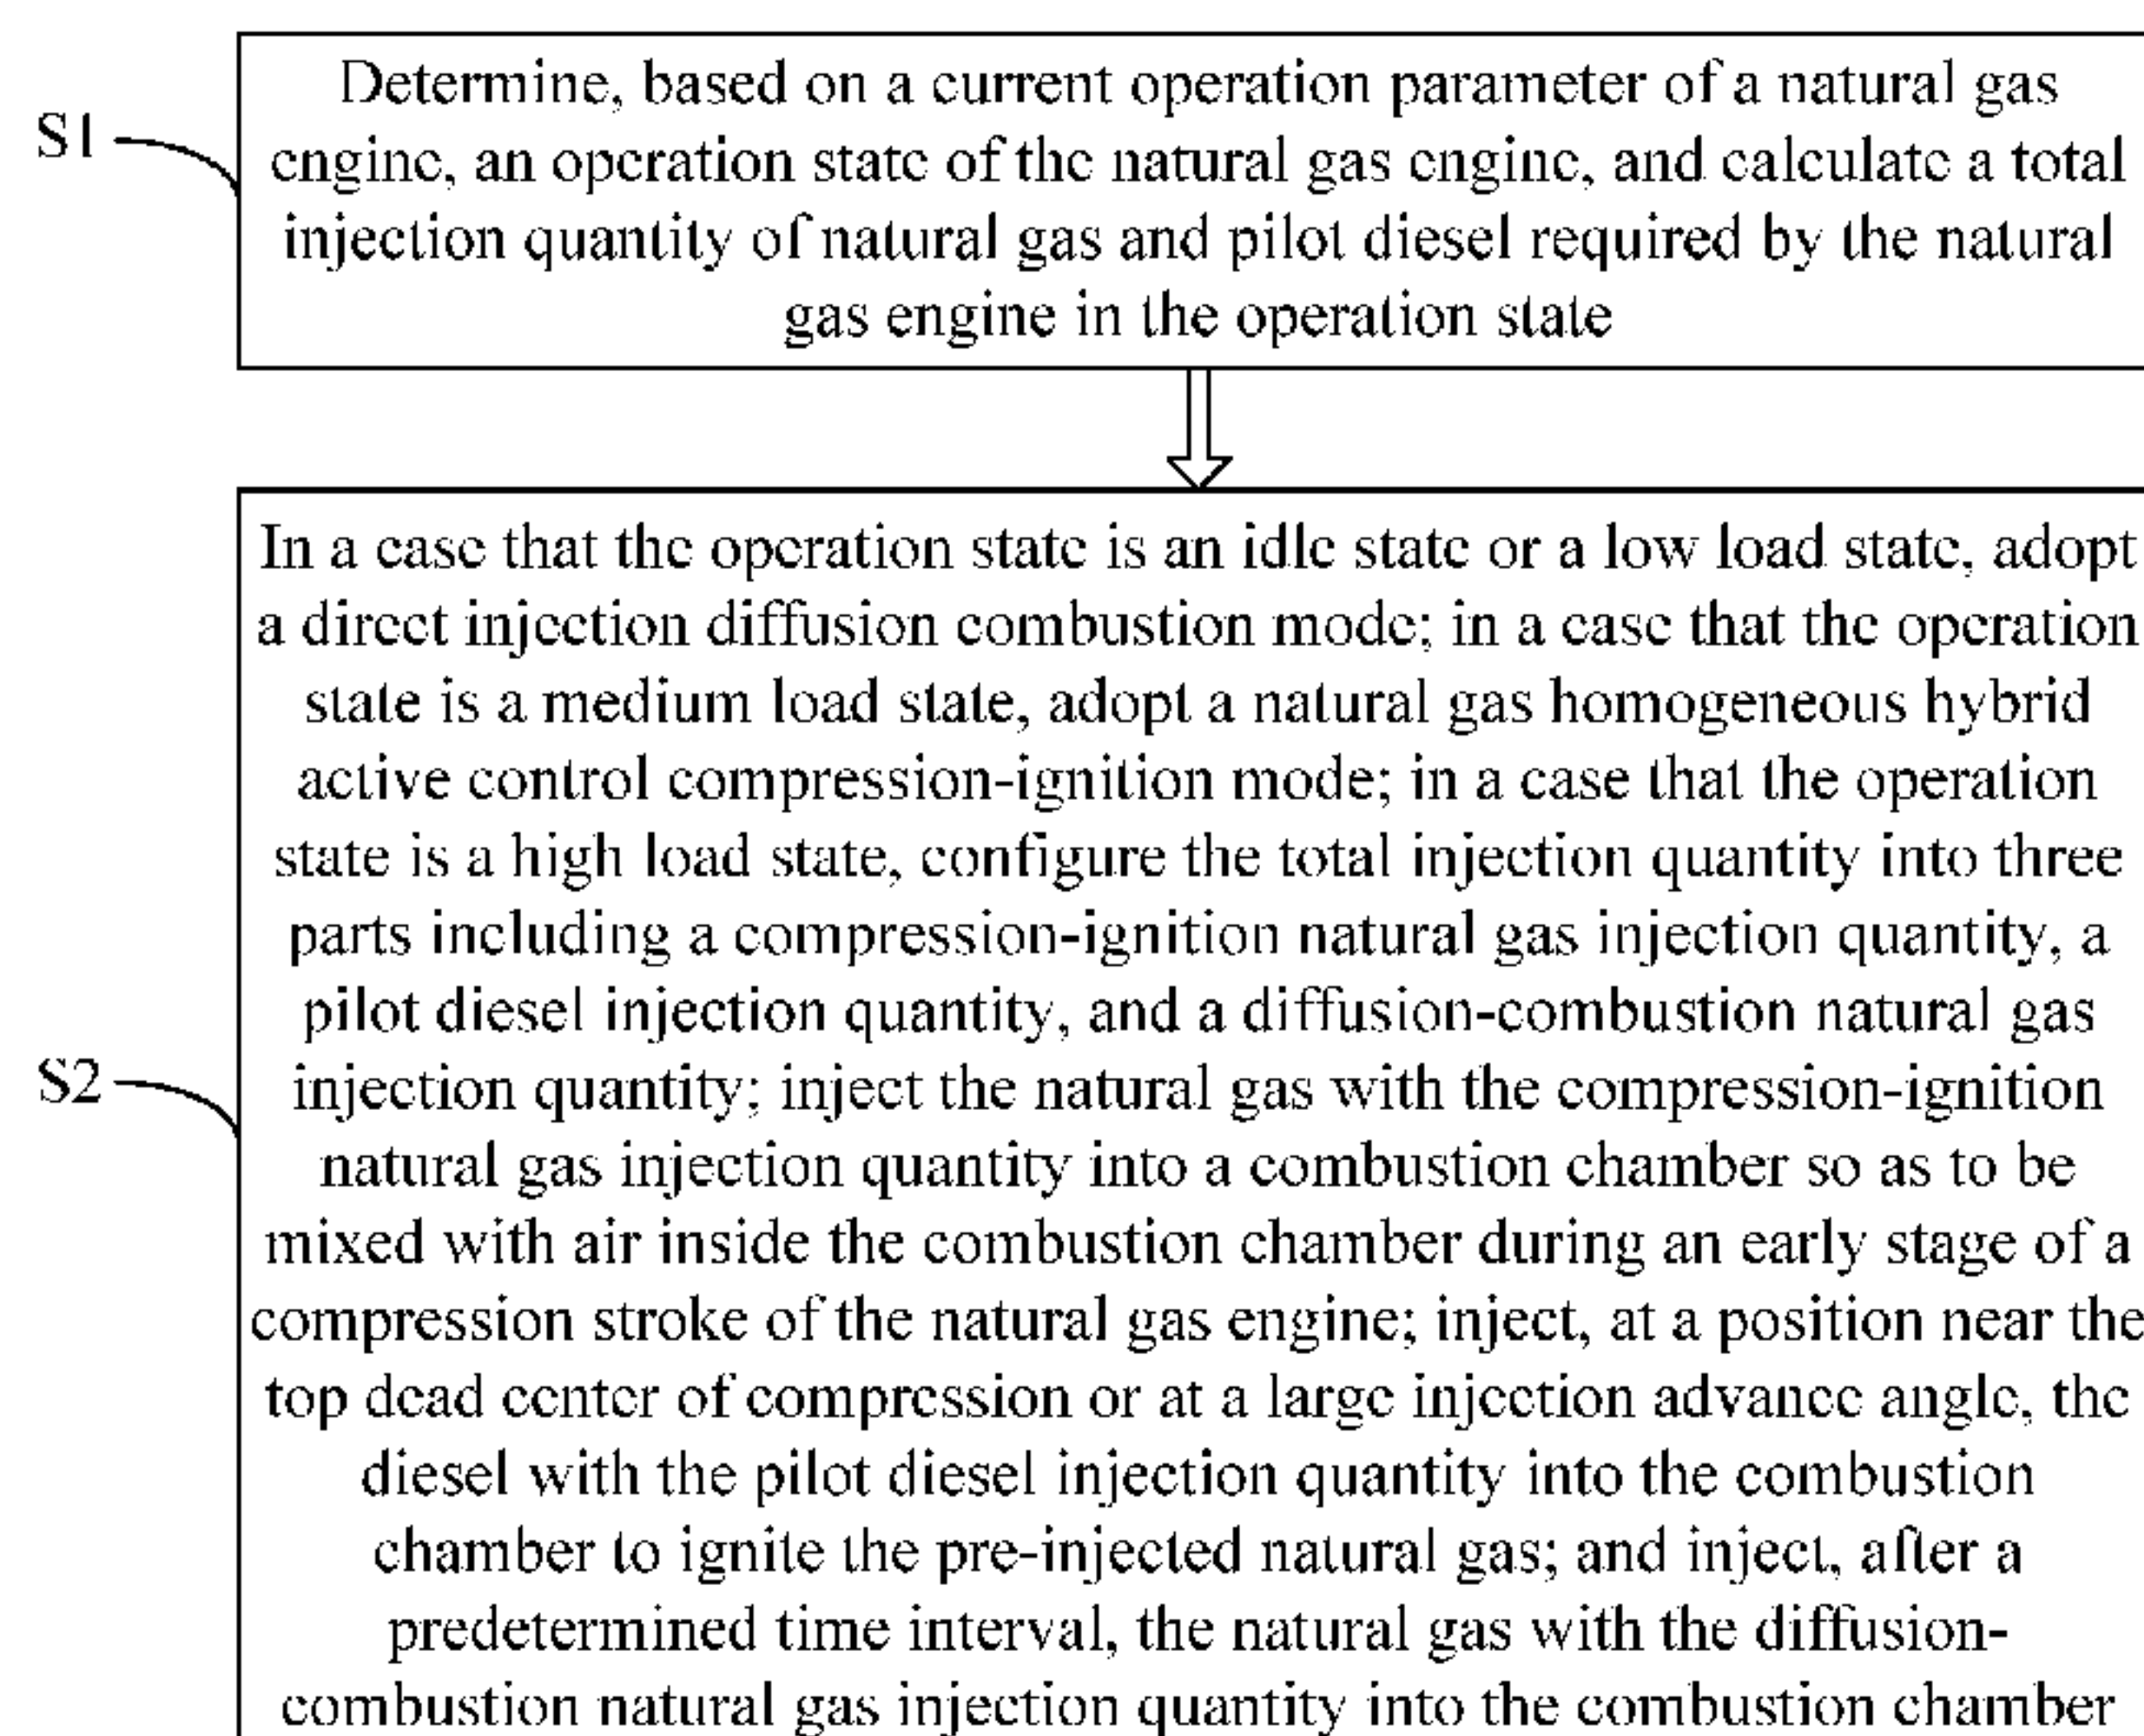 S1
Determine, based on a current operation parameter of a natural gas
engine, an operation state of the natural gas engine, and calculate a total
injection quantity of natural gas and pilot diesel required by the natural
gas engine in the operation state
S2
In a case that the operation state is an idle state or a low load state, adopt
a direct injection diffusion combustion mode; in a case that the operation
state is a medium load state, adopt a natural gas homogeneous hybrid
active control compression-ignition mode; in a case that the operation
state is a high load state, configure the total injection quantity into three
parts including a compression-ignition natural gas injection quantity, a
pilot diesel injection quantity, and a diffusion-combustion natural gas
injection quantity; inject the natural gas with the compression-ignition
natural gas injection quantity into a combustion chamber so as to be
mixed with air inside the combustion chamber during an early stage of a
compression stroke of the natural gas engine; inject, at a position near the
top dead center of compression or at a large injection advance angle, the
diesel with the pilot diesel injection quantity into the combustion
chamber to ignite the pre-injected natural gas; and inject, after a
predetermined time interval, the natural gas with the diffusion-
combustion natural gas injection quantity into the combustion chamber